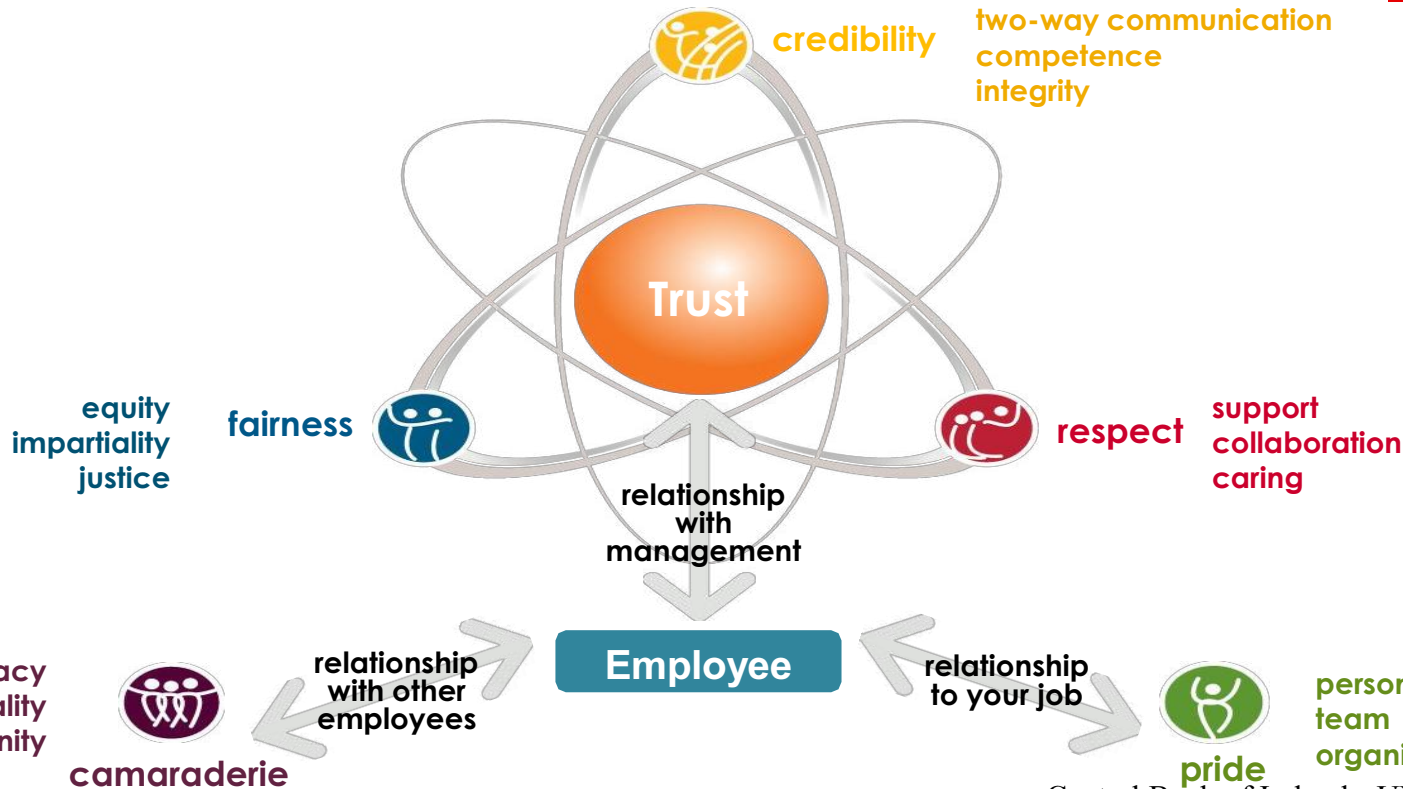 credibility
two-way communication
competence
integrity
Trust
equity
impartiality
justice
fairness
respect
support
collaboration
caring
relationship
with
management
Employee
relationship
with other
employees
relationship
to your job
camaraderie
team
pride